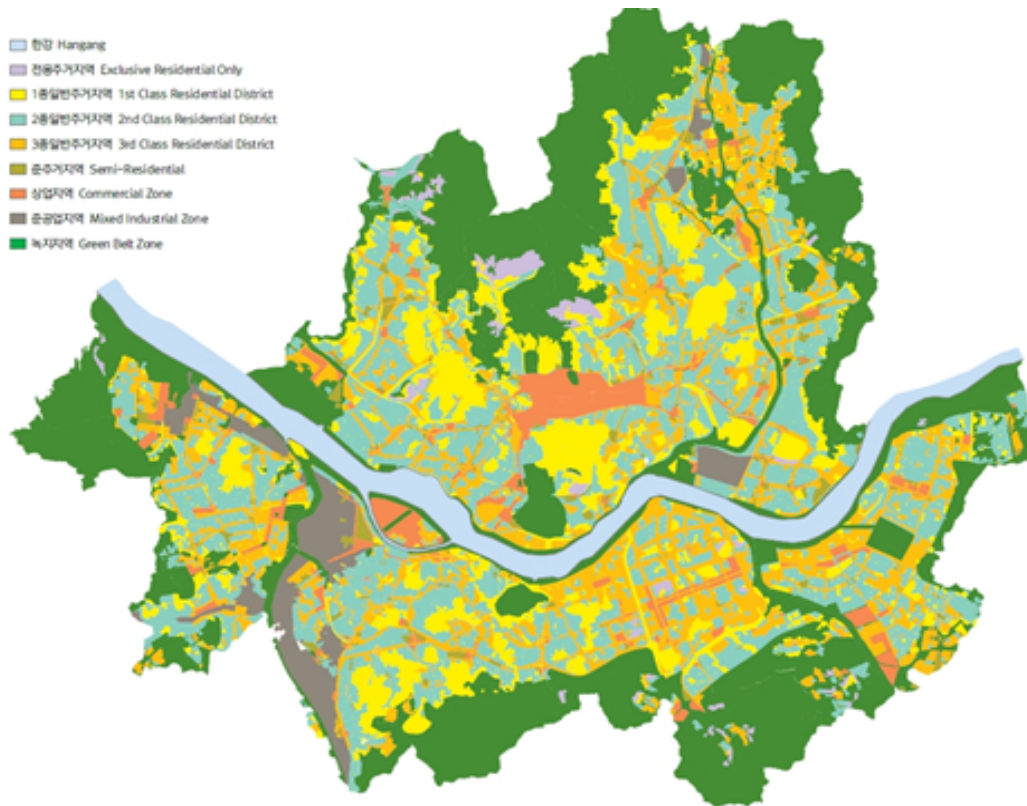 한강 Hangang
전용주거지역 Exclusive Residential Only
1종일반주거지역 1st Class Residential District
2종일반주거지역 2nd Class Residential District
3종일반주거지역 3rd Class Residential District
준주거지역 Semi-Residential
상업지역 Commercial Zone
준공업지역 Mixed Industrial Zone
녹지지역 Green Belt Zone